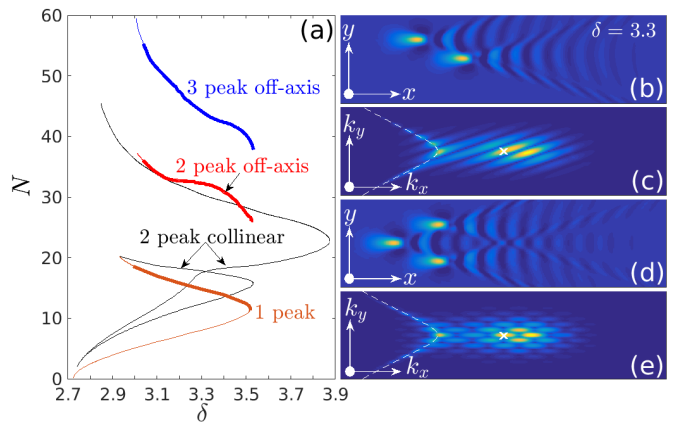 (a)
60
50
40
30
20
10
0
N
3 peak off-axis
2 peak off-axis
2 peak collinear
1 peak
2.7 2.9 3.1 3.3 3.5 3.7 3.9
δ
y
x
δ = 3.3
(b)
k_y
k_x
(c)
y
x
(d)
k_y
k_x
(e)